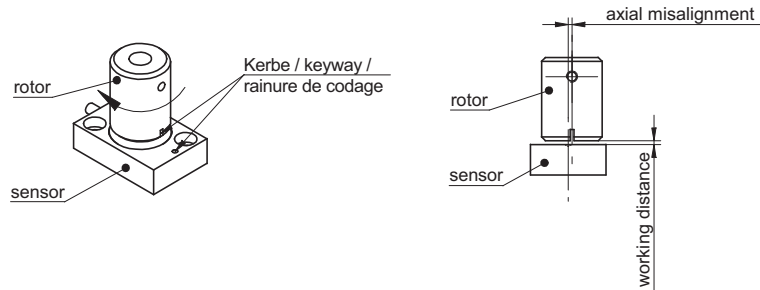 axial misalignment
Kerbe / keyway /
rainure de codage
rotor
sensor
rotor
sensor
working distance